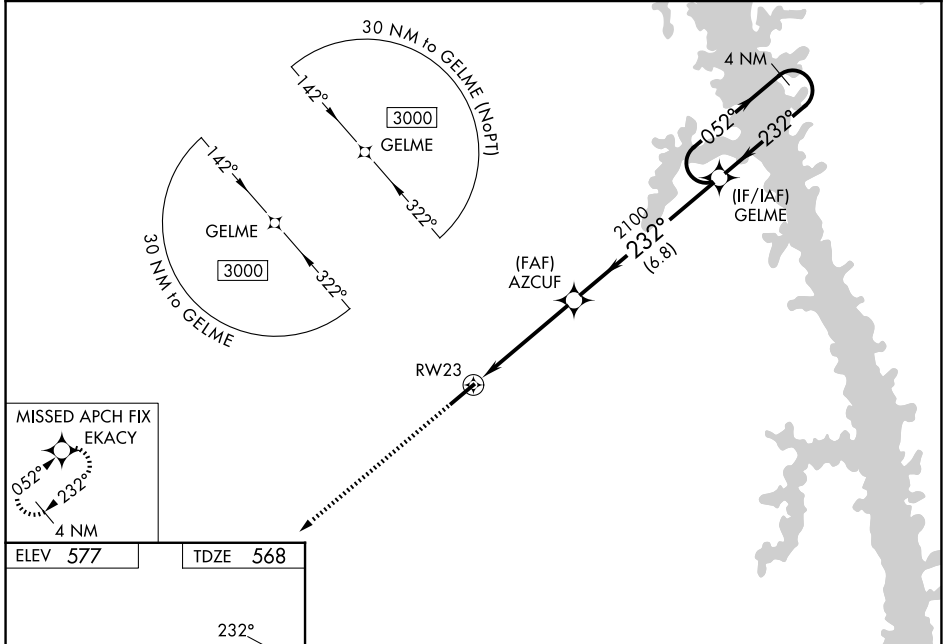 30 NM to GELME (NoPT)
142°
3000
GELME
322°
142°
GELME
3000
322°
30 NM to GELME
4 NM
052°
232°
(IF/IAF)
GELME
2100
232°
(6.8)
(FAF)
AZCUF
RW23
MISSED APCH FIX
EKACY
052°
232°
4 NM
ELEV 577
TDZE 568
232°